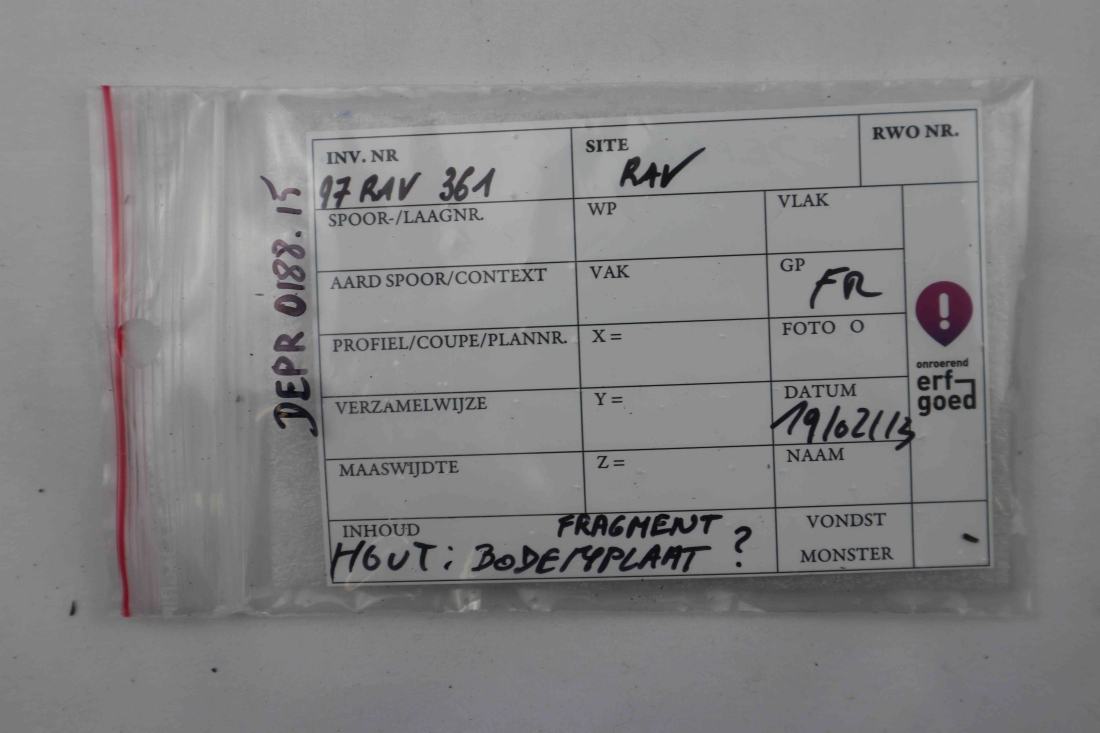 DEPR 0188.15
INV. NR
97 RAV 361
SITE
RAV
RWO NR.
SPOOR-/LAAGNR.
WP
VLAK
AARD SPOOR/CONTEXT
VAK
GP
FR
PROFIEL/COUPE/PLANNR.
X =
FOTO O
VERZAMELWIJZE
Y =
DATUM
19/02/13
MAASWIJDTE
Z =
NAAM
INHOUD
FRAGMENT
HOUT: BODEMPLAAT ?
VONDST
MONSTER
onroerend
erf
goed